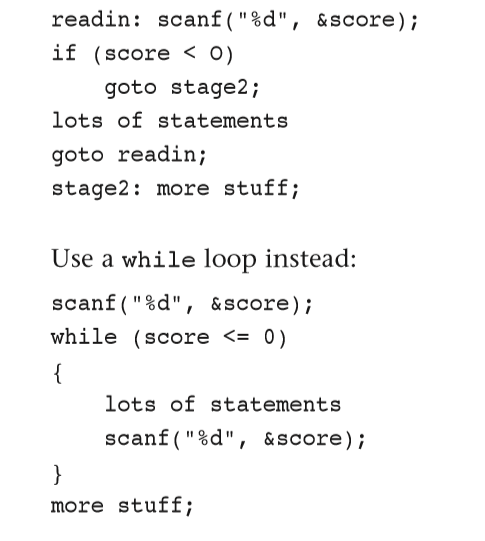 readin: scanf("%d", &score);
if (score < O)
    goto stage2;
lots of statements
goto readin;
stage2: more stuff;
Use a while loop instead:
scanf("%d", &score);
while (score <= 0)
{
    lots of statements
    scanf("%d", &score);
}
more stuff;